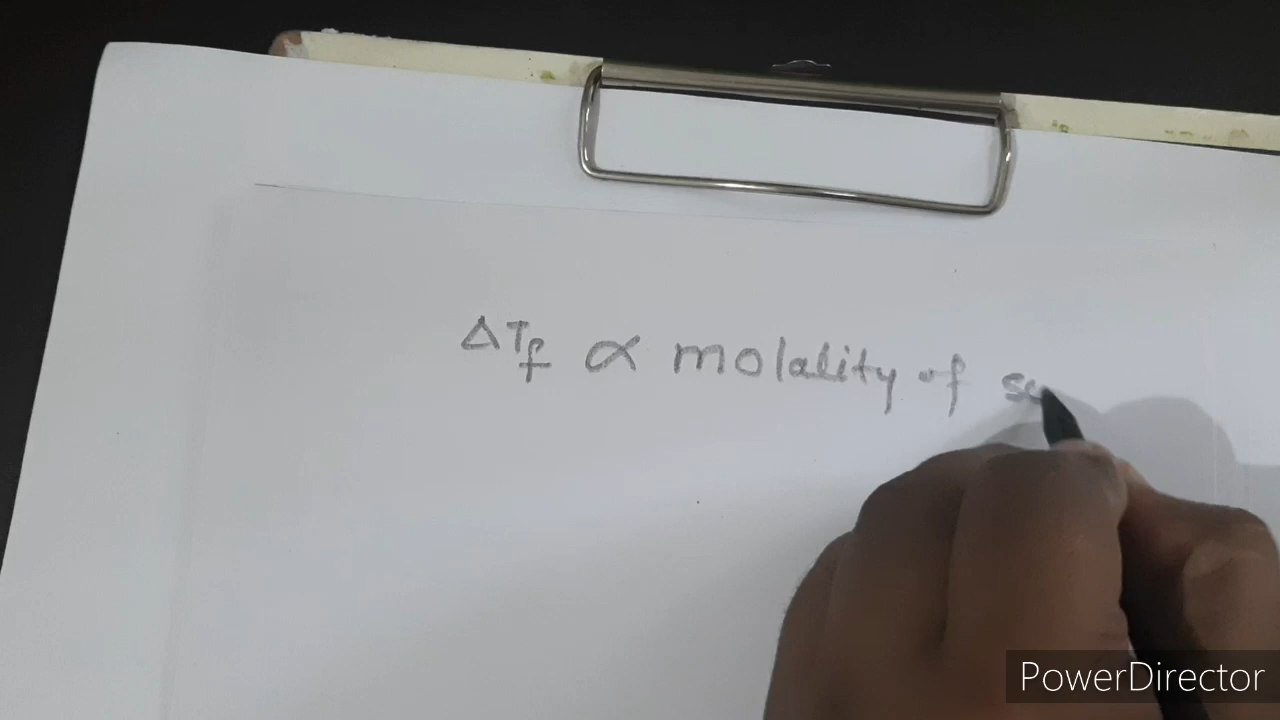 ΔTf ∝ molality of
PowerDirector